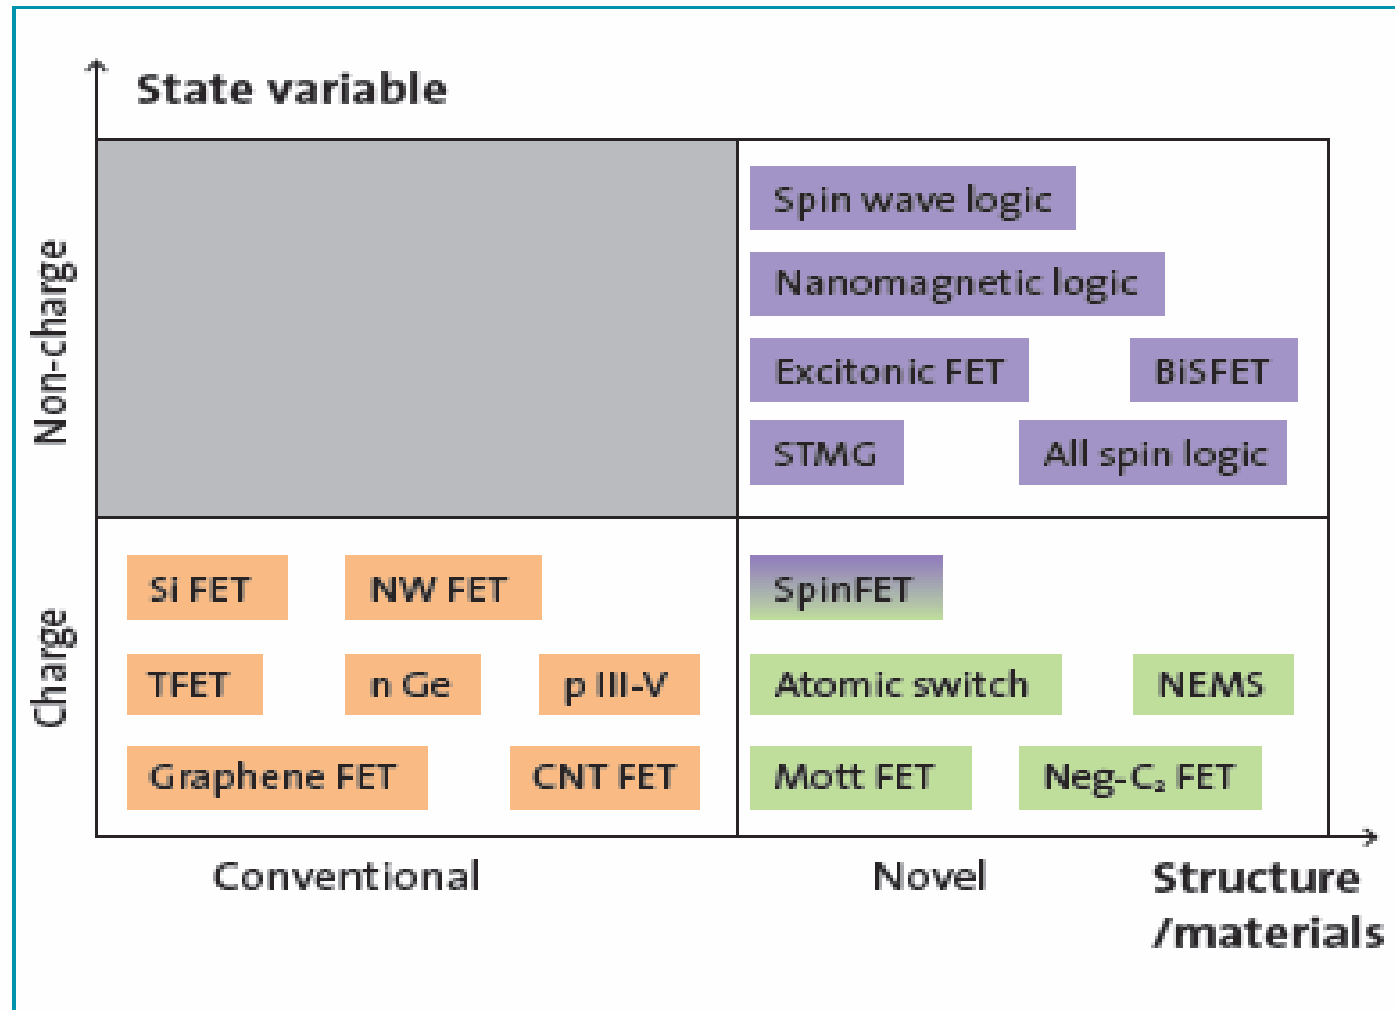 State variable
Non-charge
Spin wave logic
Nanomagnetic logic
Excitonic FET
BiSFET
STMG
All spin logic
Charge
Si FET
NW FET
SpinFET
TFET
n Ge
p III-V
Atomic switch
NEMS
Graphene FET
CNT FET
Mott FET
Neg-C₂ FET
Conventional
Novel
Structure
/materials